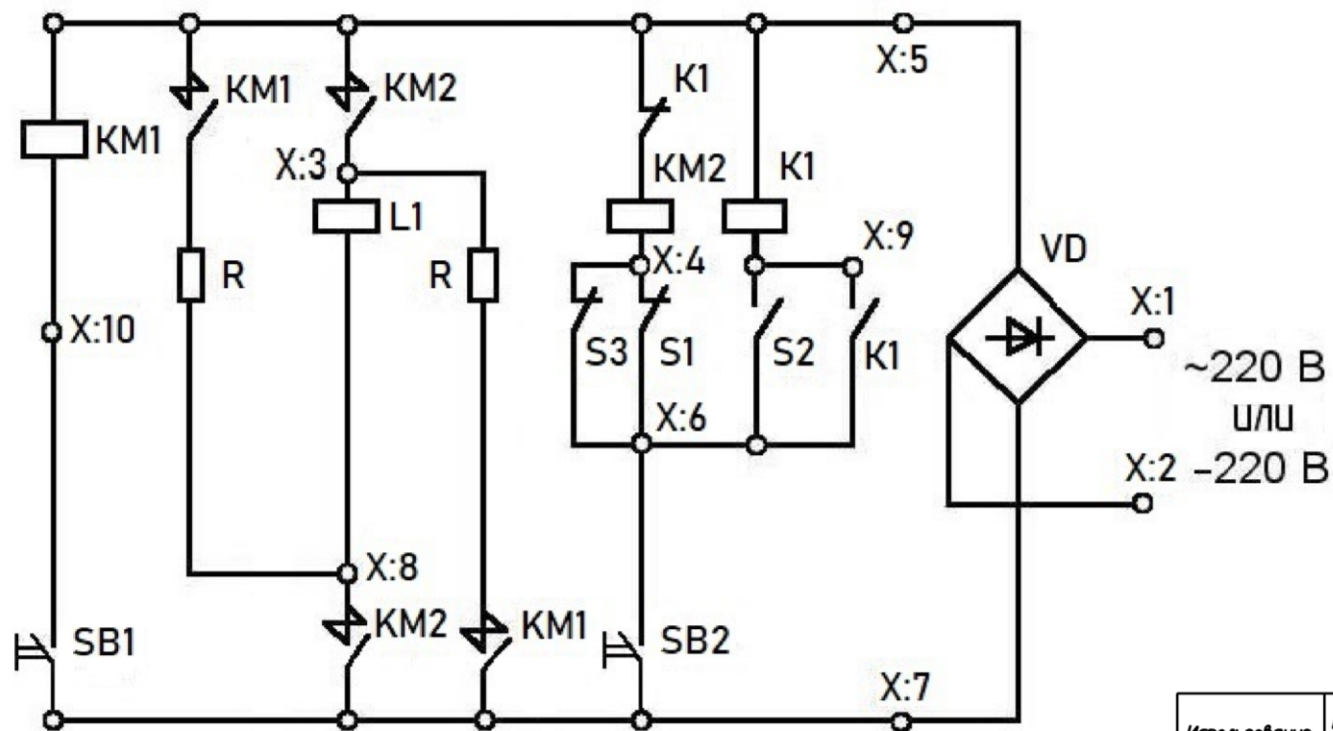 X:5
KM1
KM2
K1
KM1
X:3
KM2
K1
L1
X:9
R
R
X:4
VD
X:1
X:10
S3
S1
S2
K1
~220 В
или
X:6
X:2
-220 В
X:8
SB1
KM2
KM1
SB2
X:7